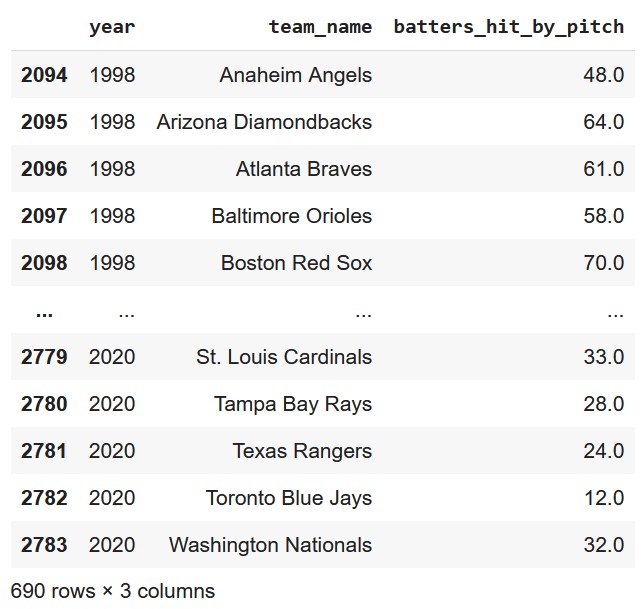 year team_name batters_hit_by_pitch
2094 1998 Anaheim Angels 48.0
2095 1998 Arizona Diamondbacks 64.0
2096 1998 Atlanta Braves 61.0
2097 1998 Baltimore Orioles 58.0
2098 1998 Boston Red Sox 70.0
... ... ... ...
2779 2020 St. Louis Cardinals 33.0
2780 2020 Tampa Bay Rays 28.0
2781 2020 Texas Rangers 24.0
2782 2020 Toronto Blue Jays 12.0
2783 2020 Washington Nationals 32.0
690 rows × 3 columns